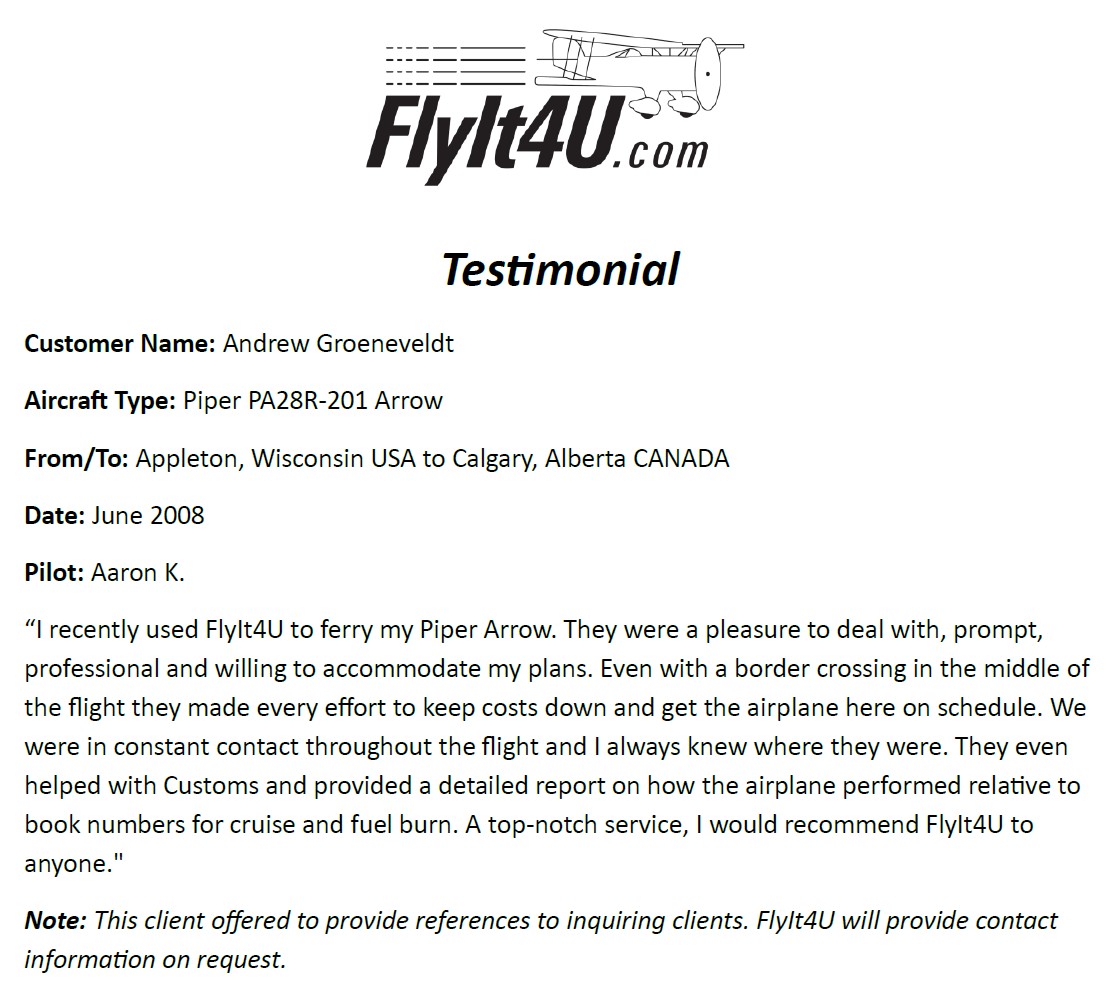 FlyIt4U.com
Testimonial
Customer Name: Andrew Groeneveldt
Aircraft Type: Piper PA28R-201 Arrow
From/To: Appleton, Wisconsin USA to Calgary, Alberta CANADA
Date: June 2008
Pilot: Aaron K.
“I recently used FlyIt4U to ferry my Piper Arrow. They were a pleasure to deal with, prompt,
professional and willing to accommodate my plans. Even with a border crossing in the middle of
the flight they made every effort to keep costs down and get the airplane here on schedule. We
were in constant contact throughout the flight and I always knew where they were. They even
helped with Customs and provided a detailed report on how the airplane performed relative to
book numbers for cruise and fuel burn. A top-notch service, I would recommend FlyIt4U to
anyone."
Note: This client offered to provide references to inquiring clients. FlyIt4U will provide contact
information on request.